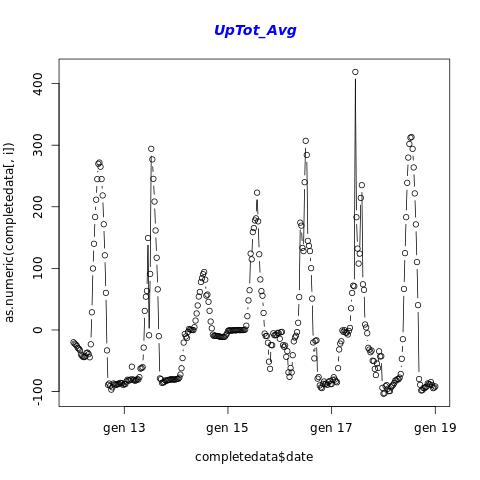 UpTot_Avg
as.numeric(completedata[, i])
400
300
200
100
0
-100
gen 13
gen 15
gen 17
gen 19
completedata$date